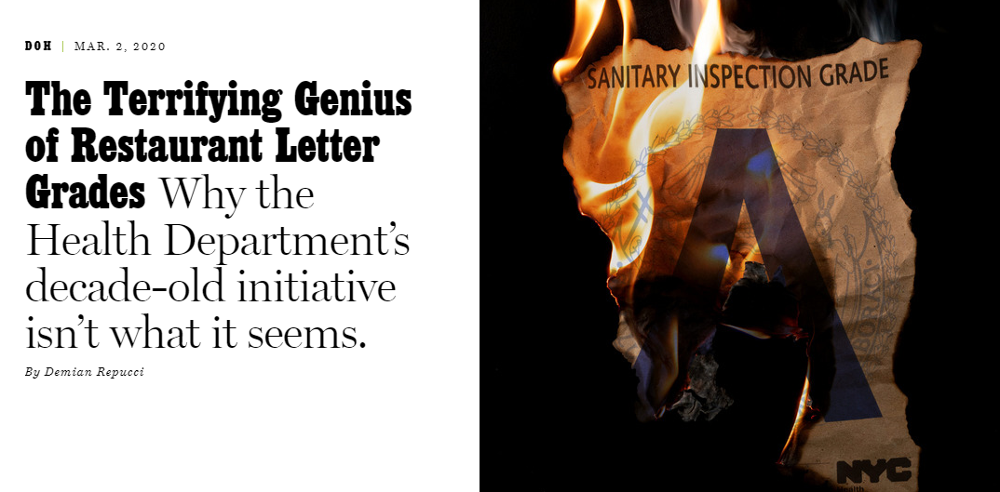 DOH | MAR. 2, 2020
The Terrifying Genius
of Restaurant Letter
Grades Why the
Health Department’s
decade-old initiative
isn’t what it seems.
By Demian Repucci
SANITARY INSPECTION GRADE
A
NYC